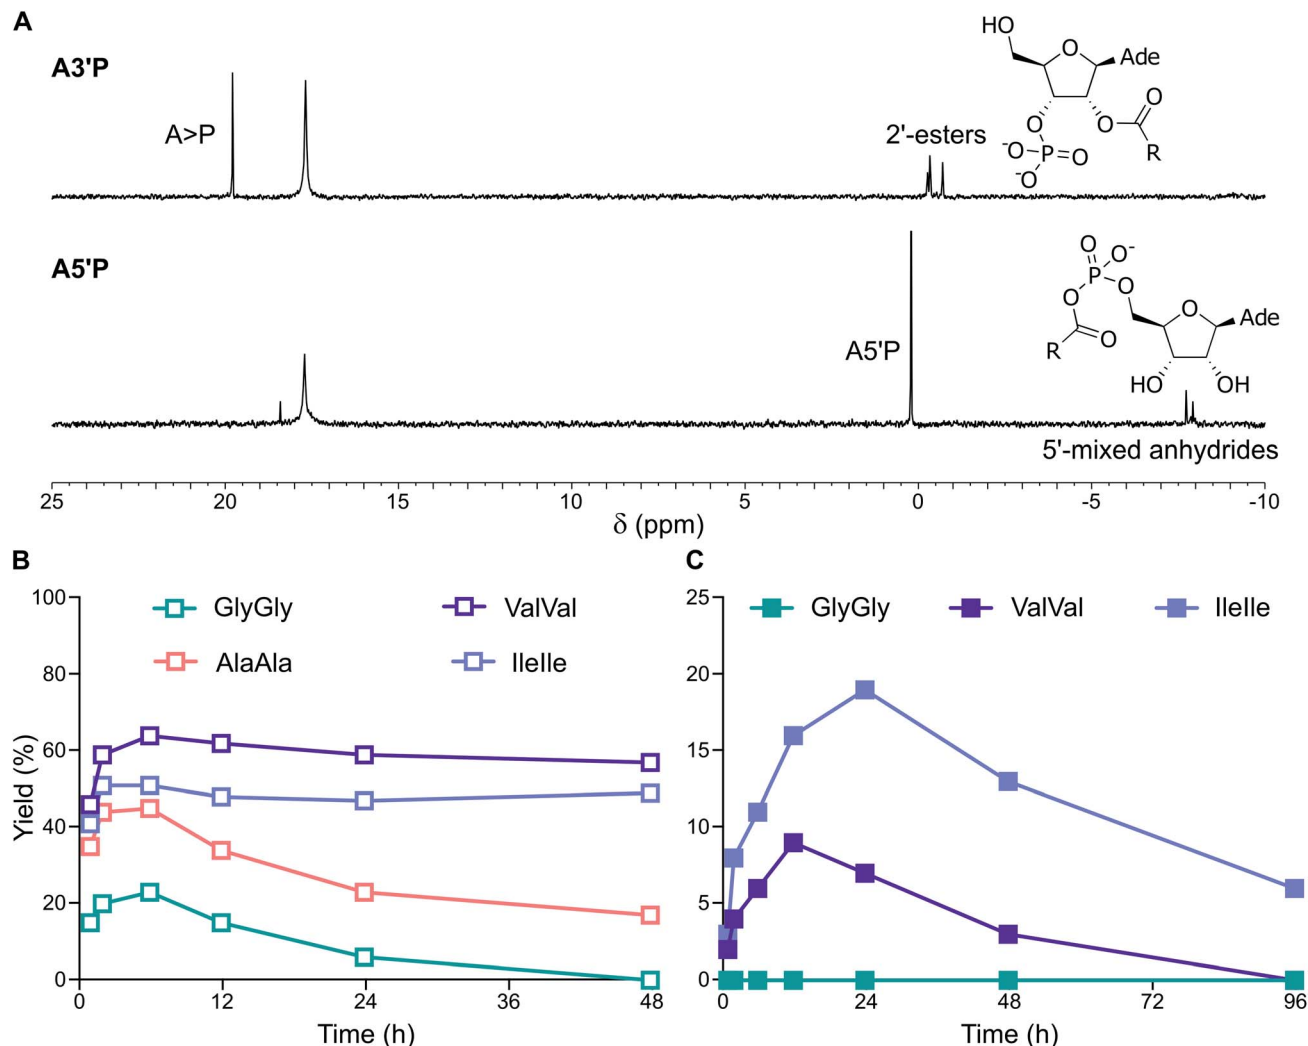 A
A3'P
A>P
2'-esters
HO
O
Ade
O
O
O
R
-O
P
O
-O
A5'P
A5'P
O
O-
P
O
O
O
O
Ade
R
HO
OH
5'-mixed anhydrides
25 20 15 10 5 0 -5 -10
δ (ppm)
B
Yield (%)
100
80
60
40
20
0
GlyGly
ValVal
AlaAla
IleIle
0 12 24 36 48
Time (h)
C
25
20
15
10
5
0
GlyGly ValVal IleIle
0 24 48 72 96
Time (h)